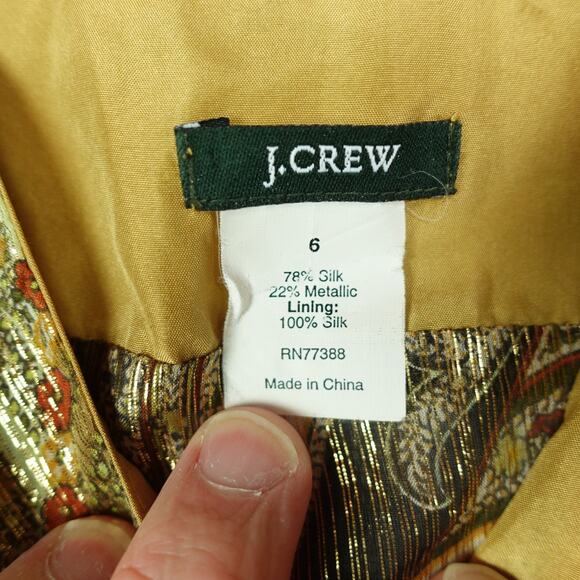 J.CREW
6
78% Silk
22% Metallic
Lining:
100% Silk
RN77388
Made in China